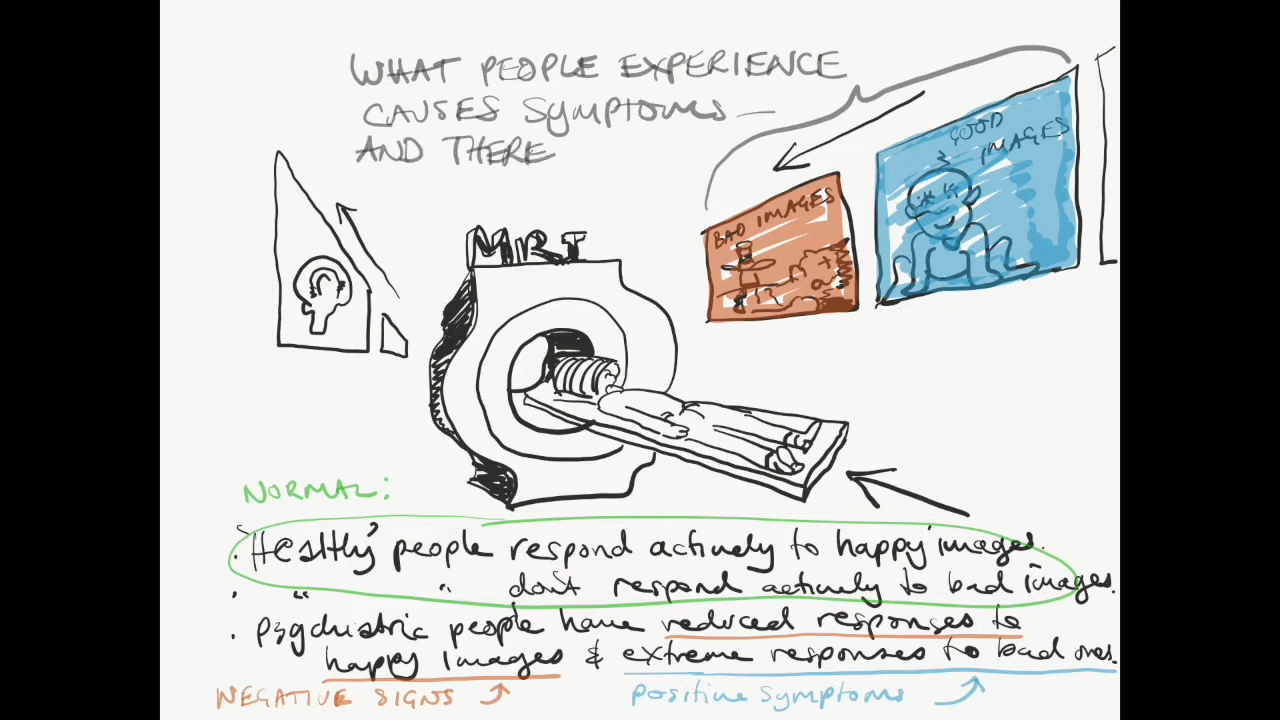 WHAT PEOPLE EXPERIENCE
CAUSES SYMPTOMS —
AND THERE
GOOD
IMAGES
BAD IMAGES
MRI
NORMAL:
• "Healthy" people respond actively to happy images.
• " " don't respond actively to bad images.
• psychiatric people have reduced responses to
happy images & extreme responses to bad ones.
NEGATIVE SIGNS
positive symptoms